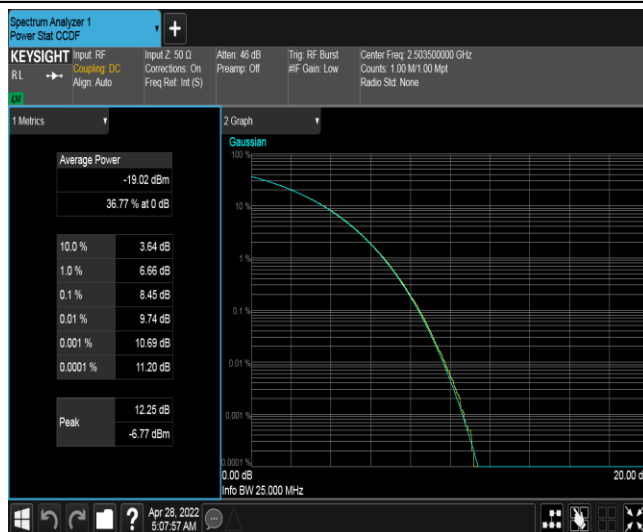 Spectrum Analyzer 1
Power Stat CCDF
+
KEYSIGHT
RL
LNI
Input: RF
Coupling: DC
Align: Auto
Input Z: 50 Ω
Corrections: On
Freq Ref: Int (S)
Atten: 46 dB
Preamp: Off
Trig: RF Burst
#IF Gain: Low
Center Freq: 2.503500000 GHz
Counts: 1.00 M/1.00 Mpt
Radio Std: None
1 Metrics
Average Power
-19.02 dBm
36.77 % at 0 dB
10.0 % 3.64 dB
1.0 % 6.66 dB
0.1 % 8.45 dB
0.01 % 9.74 dB
0.001 % 10.69 dB
0.0001 % 11.20 dB
Peak
12.25 dB
-6.77 dBm
2 Graph
Gaussian
100 %
10 %
1 %
0.1 %
0.01 %
0.001 %
0.0001 %
0.00 dB
20.00 d
Info BW 25.000 MHz
?
Apr 28, 2022
5:07:57 AM